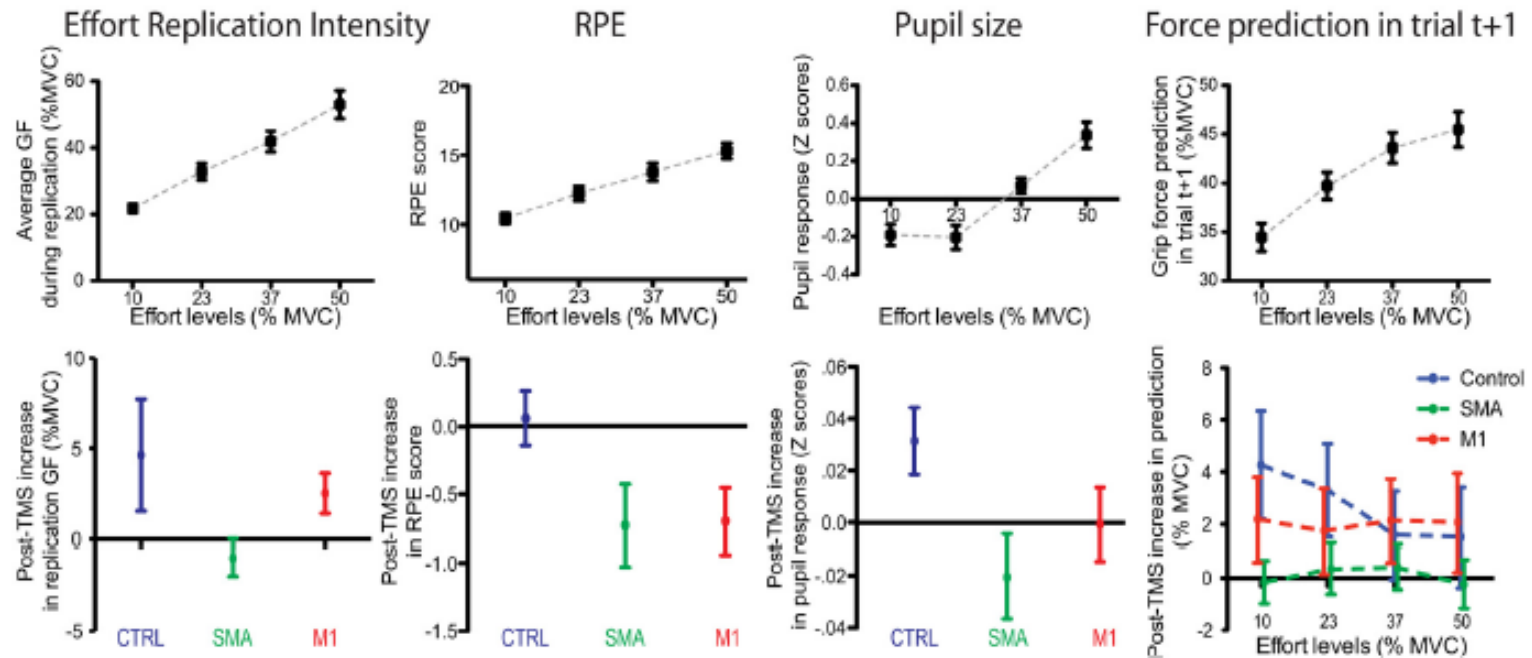 Effort Replication Intensity
RPE
Pupil size
Force prediction in trial t+1
Average GF
during replication (%MVC)
60
40
20
0
10
23
37
50
Effort levels (% MVC)
RPE score
20
15
10
10
23
37
50
Effort levels (% MVC)
Pupil response (Z scores)
0.6
0.4
0.2
0.0
-0.2
-0.4
10
23
37
50
Effort levels (% MVC)
Grip force prediction
in trial t+1 (%MVC)
50
45
40
35
30
10
23
37
50
Effort levels (% MVC)
Post-TMS increase
in replication GF (%MVC)
10
5
0
-5
CTRL
SMA
M1
Post-TMS increase
in RPE score
0.5
0.0
-0.5
-1.0
-1.5
CTRL
SMA
M1
Post-TMS increase
in pupil response (Z scores)
.06
.04
.02
0.0
-.02
-.04
CTRL
SMA
M1
Post-TMS increase in prediction
(% MVC)
8
6
4
2
0
-2
Control
SMA
M1
10
23
37
50
Effort levels (% MVC)